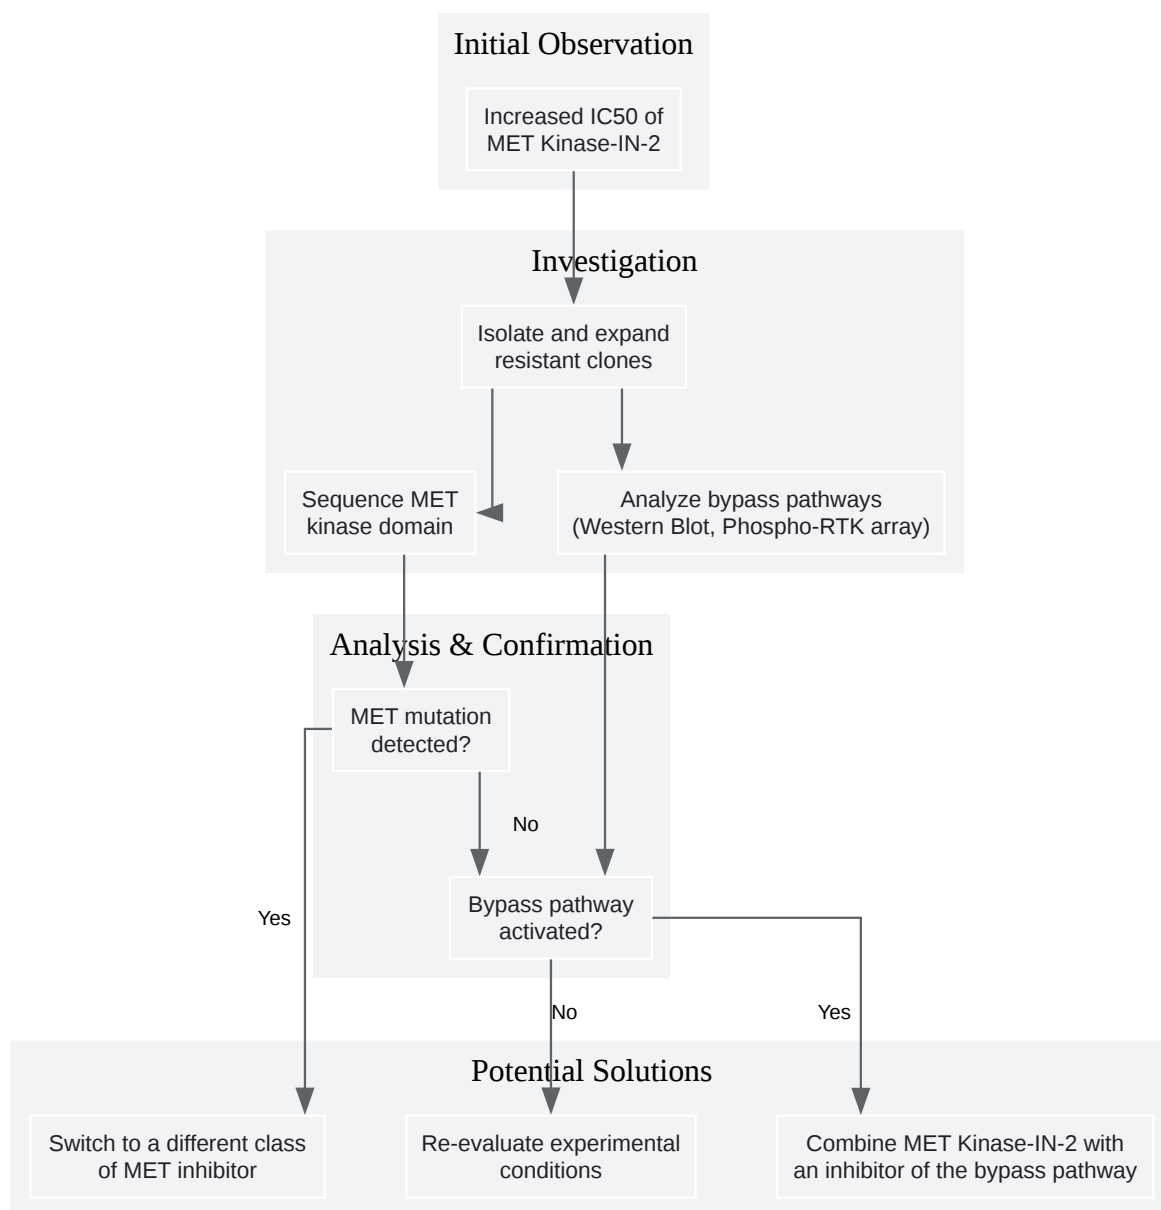 Initial Observation
Increased IC50 of
MET Kinase-IN-2
Investigation
Isolate and expand
resistant clones
Sequence MET
kinase domain
Analyze bypass pathways
(Western Blot, Phospho-RTK array)
Analysis & Confirmation
MET mutation
detected?
No
Yes
Bypass pathway
activated?
No
Yes
Potential Solutions
Switch to a different class
of MET inhibitor
Re-evaluate experimental
conditions
Combine MET Kinase-IN-2 with
an inhibitor of the bypass pathway